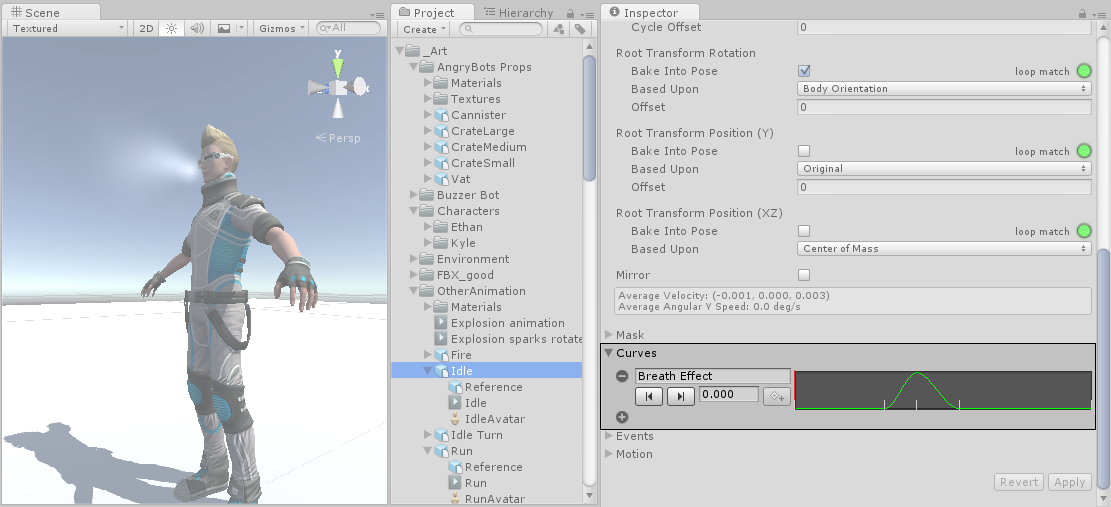 Scene
Textured
2D
Gizmos
All
y
x
Persp
Project
Hierarchy
Create
_Art
AngryBots Props
Materials
Textures
Cannister
CrateLarge
CrateMedium
CrateSmall
Vat
Buzzer Bot
Characters
Ethan
Kyle
Environment
FBX_good
OtherAnimation
Materials
Explosion animation
Explosion sparks rotate
Fire
Idle
Reference
Idle
IdleAvatar
Idle Turn
Run
Reference
Run
RunAvatar
Inspector
Cycle Offset 0
Root Transform Rotation
Bake Into Pose loop match
Based Upon Body Orientation
Offset 0
Root Transform Position (Y)
Bake Into Pose loop match
Based Upon Original
Offset 0
Root Transform Position (XZ)
Bake Into Pose loop match
Based Upon Center of Mass
Mirror
Average Velocity: (-0.001, 0.000, 0.003)
Average Angular Y Speed: 0.0 deg/s
Mask
Curves
Breath Effect
0.000
Events
Motion
Revert Apply